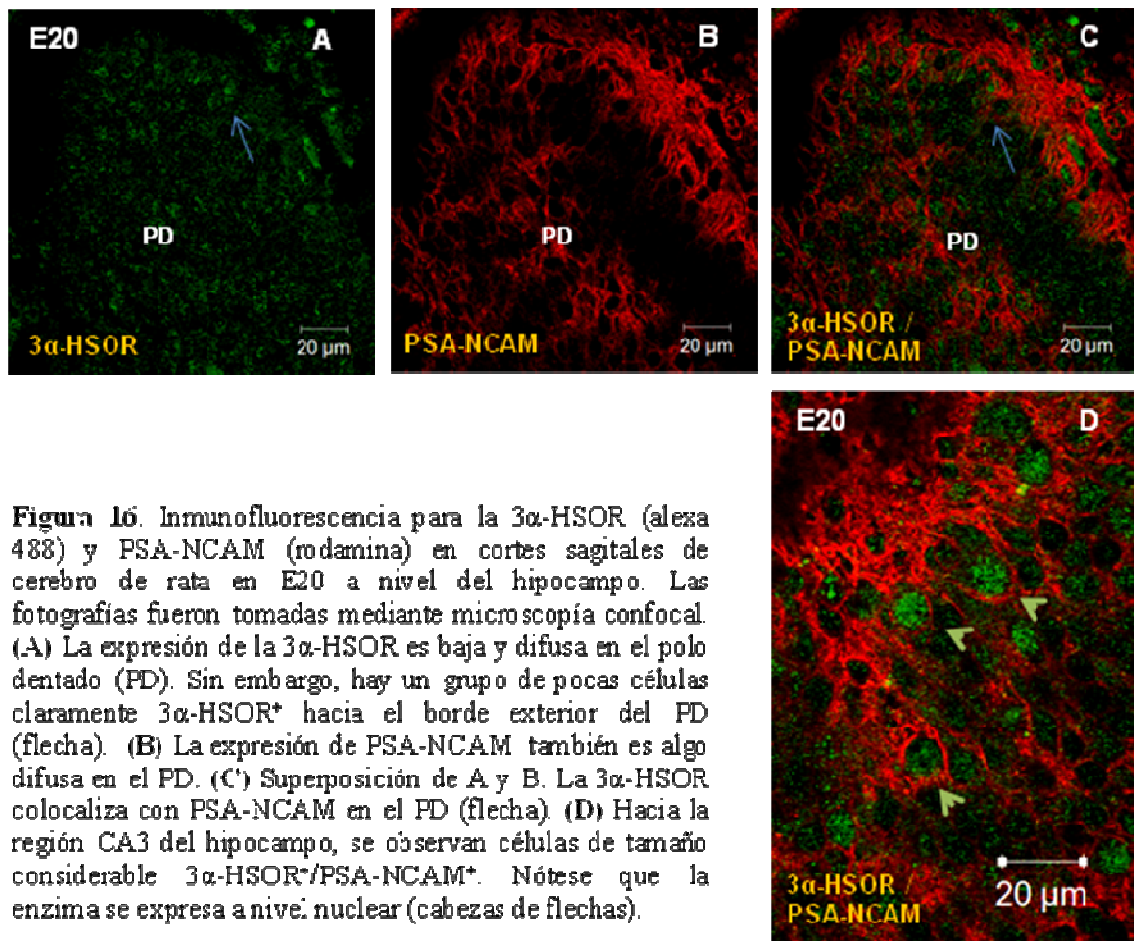 E20
A
PD
3α-HSOR
20 µm
B
PD
PSA-NCAM
20 µm
C
PD
3α-HSOR /
PSA-NCAM
20 µm
E20
D
3α-HSOR /
PSA-NCAM
20 µm
Figura 16. Inmunofluorescencia para la 3α-HSOR (alexa
488) y PSA-NCAM (rodamina) en cortes sagitales de
cerebro de rata en E20 a nivel del hipocampo. Las
fotografías fueron tomadas mediante microscopía confocal.
(A) La expresión de la 3α-HSOR es baja y difusa en el polo
dentado (PD). Sin embargo, hay un grupo de pocas células
claramente 3α-HSOR⁺ hacia el borde exterior del PD
(flecha). (B) La expresión de PSA-NCAM también es algo
difusa en el PD. (C) Superposición de A y B. La 3α-HSOR
colocaliza con PSA-NCAM en el PD (flecha). (D) Hacia la
región CA3 del hipocampo, se observan células de tamaño
considerable 3α-HSOR⁺/PSA-NCAM⁺. Nótese que la
enzima se expresa a nivel nuclear (cabezas de flechas).